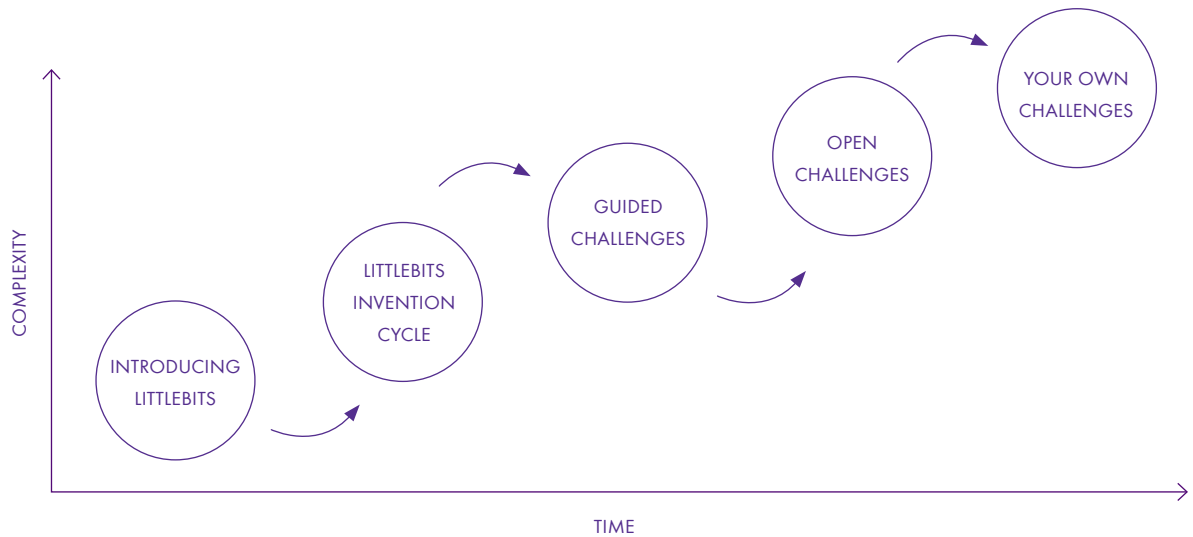 YOUR OWN
CHALLENGES
OPEN
CHALLENGES
GUIDED
CHALLENGES
LITTLEBITS
INVENTION
CYCLE
INTRODUCING
LITTLEBITS
COMPLEXITY
TIME